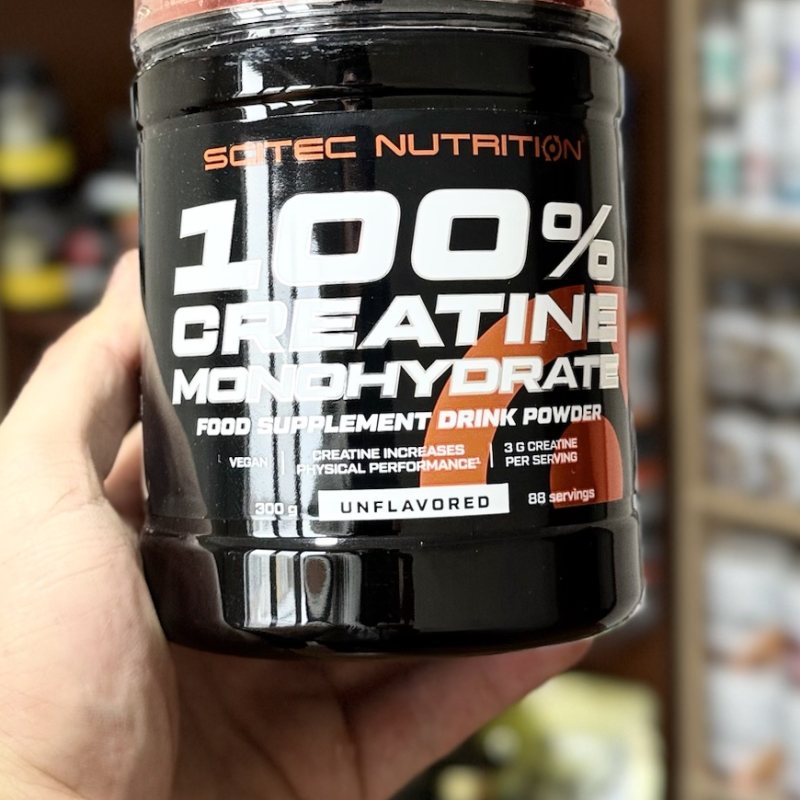 SCITEC NUTRITION
100%
CREATINE
MONOHYDRATE
FOOD SUPPLEMENT DRINK POWDER
VEGAN
CREATINE INCREASES
PHYSICAL PERFORMANCE¹
3 G CREATINE
PER SERVING
300 g
UNFLAVORED
88 servings